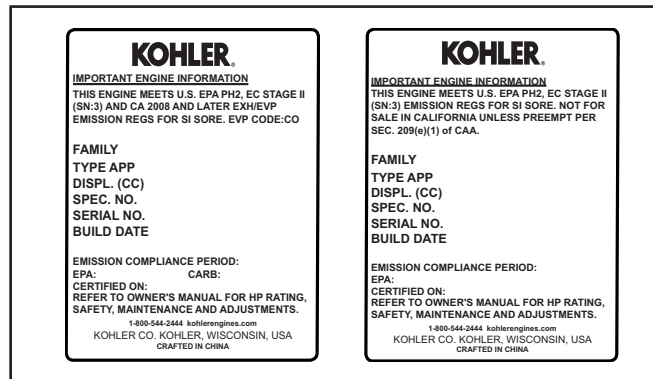 KOHLER.
IMPORTANT ENGINE INFORMATION
THIS ENGINE MEETS U.S. EPA PH2, EC STAGE II
(SN:3) AND CA 2008 AND LATER EXH/EVP
EMISSION REGS FOR SI SORE. EVP CODE:CO
FAMILY
TYPE APP
DISPL. (CC)
SPEC. NO.
SERIAL NO.
BUILD DATE
EMISSION COMPLIANCE PERIOD:
EPA: CARB:
CERTIFIED ON:
REFER TO OWNER'S MANUAL FOR HP RATING,
SAFETY, MAINTENANCE AND ADJUSTMENTS.
1-800-544-2444 kohlerengines.com
KOHLER CO. KOHLER, WISCONSIN, USA
CRAFTED IN CHINA
KOHLER.
IMPORTANT ENGINE INFORMATION
THIS ENGINE MEETS U.S. EPA PH2, EC STAGE II
(SN:3) EMISSION REGS FOR SI SORE. NOT FOR
SALE IN CALIFORNIA UNLESS PREEMPT PER
SEC. 209(e)(1) of CAA.
FAMILY
TYPE APP
DISPL. (CC)
SPEC. NO.
SERIAL NO.
BUILD DATE
EMISSION COMPLIANCE PERIOD:
EPA:
CERTIFIED ON:
REFER TO OWNER'S MANUAL FOR HP RATING,
SAFETY, MAINTENANCE AND ADJUSTMENTS.
1-800-544-2444 kohlerengines.com
KOHLER CO. KOHLER, WISCONSIN, USA
CRAFTED IN CHINA